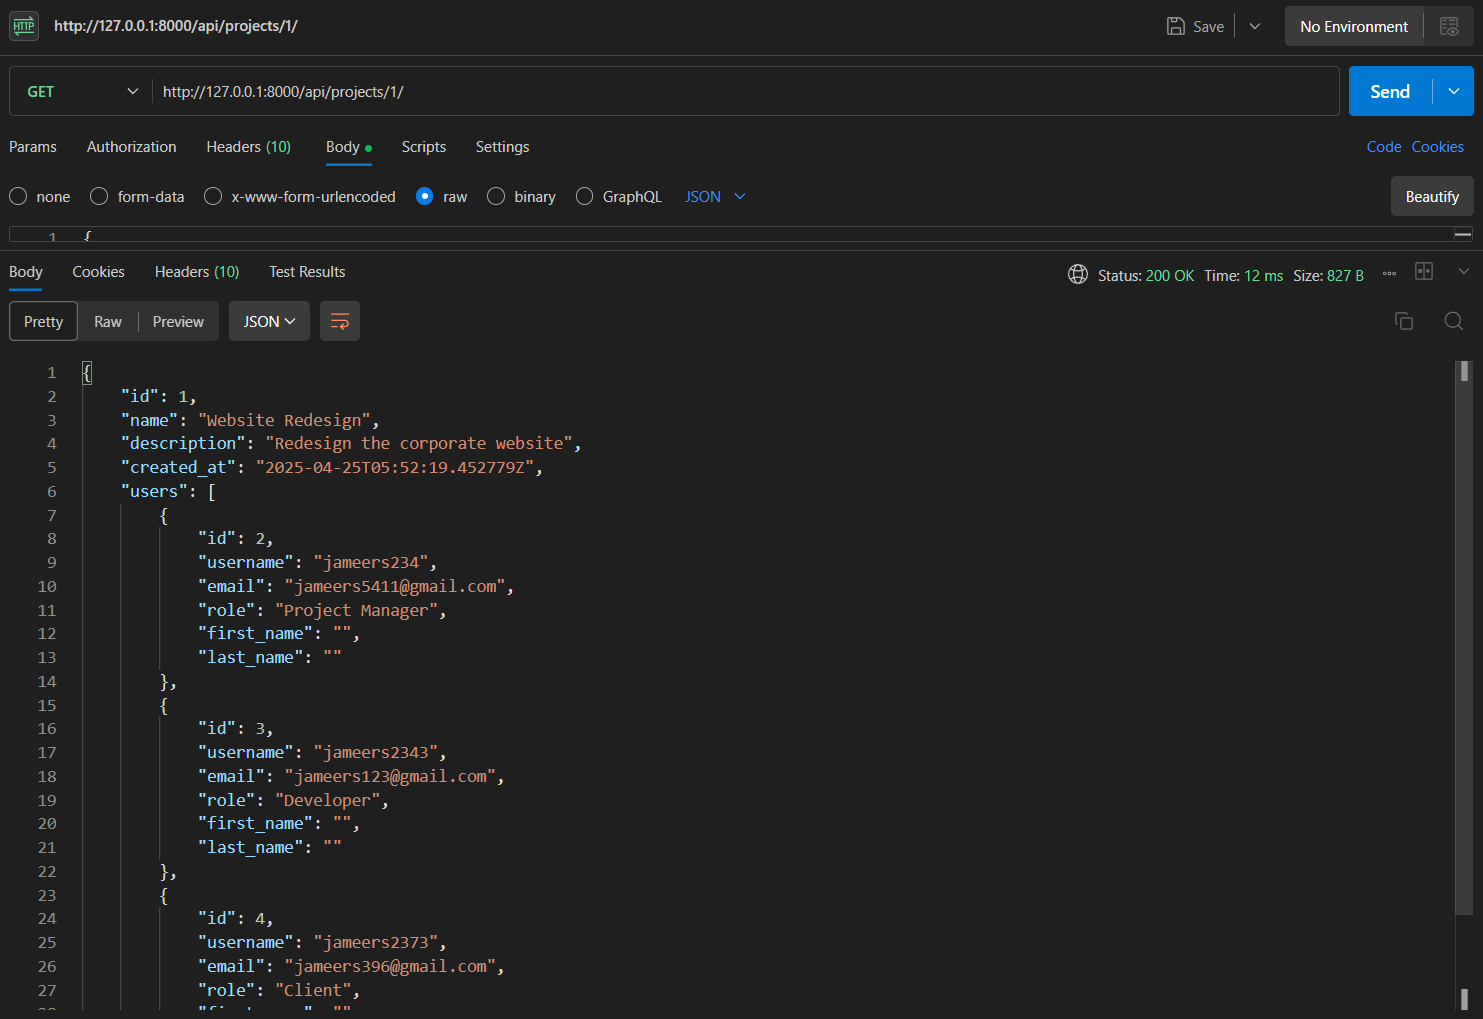 HTTP http://127.0.0.1:8000/api/projects/1/ Save No Environment
GET http://127.0.0.1:8000/api/projects/1/ Send
Params Authorization Headers (10) Body Scripts Settings Code Cookies
none form-data x-www-form-urlencoded raw binary GraphQL JSON Beautify
1 {
Body Cookies Headers (10) Test Results Status: 200 OK Time: 12 ms Size: 827 B
Pretty Raw Preview JSON
1 {
2 "id": 1,
3 "name": "Website Redesign",
4 "description": "Redesign the corporate website",
5 "created_at": "2025-04-25T05:52:19.452779Z",
6 "users": [
7 {
8 "id": 2,
9 "username": "jameers234",
10 "email": "jameers5411@gmail.com",
11 "role": "Project Manager",
12 "first_name": "",
13 "last_name": ""
14 },
15 {
16 "id": 3,
17 "username": "jameers2343",
18 "email": "jameers123@gmail.com",
19 "role": "Developer",
20 "first_name": "",
21 "last_name": ""
22 },
23 {
24 "id": 4,
25 "username": "jameers2373",
26 "email": "jameers396@gmail.com",
27 "role": "Client",